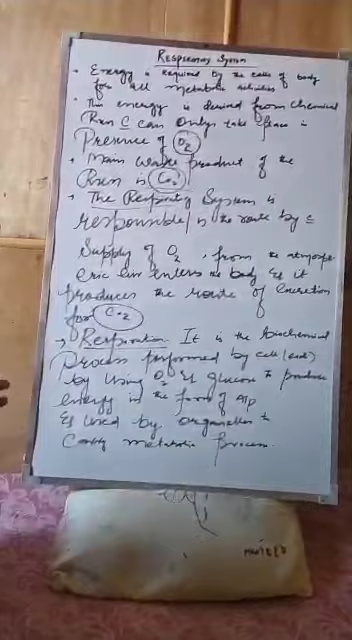 Respiratory System
• Energy is required by the cells of body
for all metabolic activities
• This energy is derived from chemical
Rxn C can only take place in
Presence of O2
• Main waste product of the
Rxn is CO2
• The Respiraty System is
responsible/ is the route by C
Supply of O2, from the atmosph
eric air enters the body & it
produces the route of Excretion
for CO2
→ Respiration It is the biochemical
Process performed by cell
by using O2 & glucose to produce
energy in the form of ATP
& used by organelles to
Carry metabolic process.